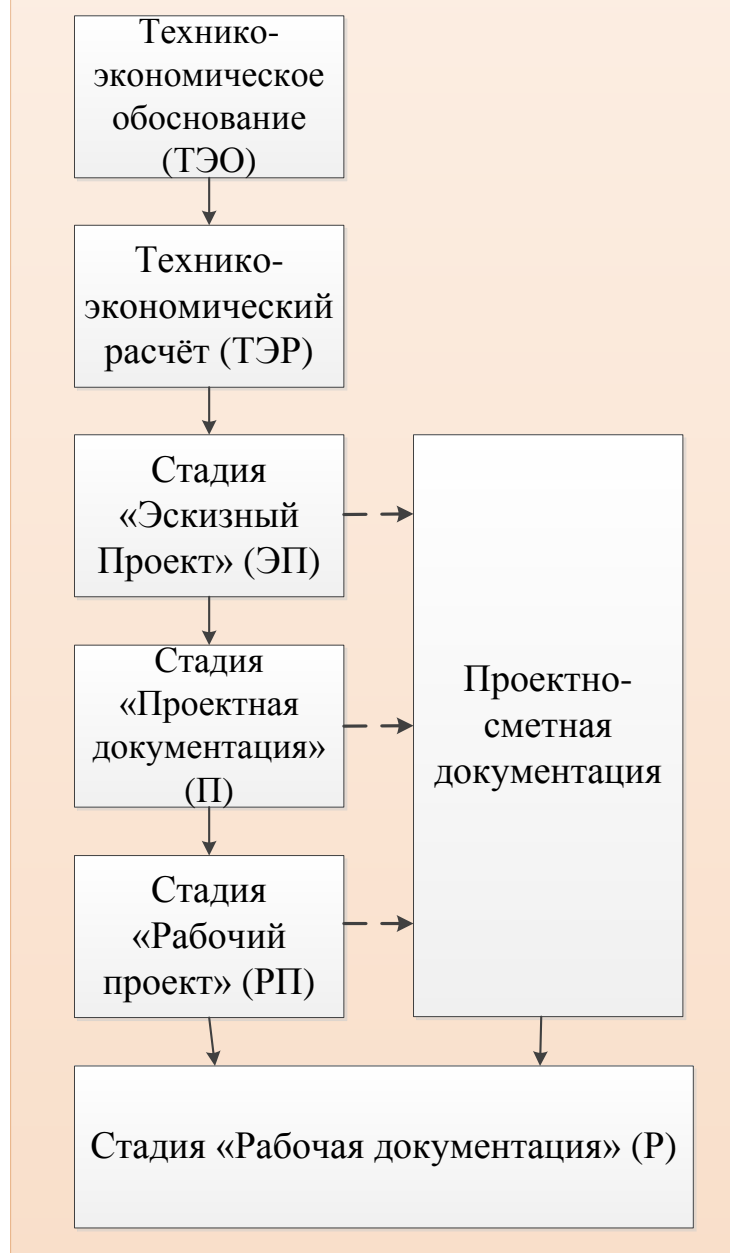 Технико-
экономическое
обоснование
(ТЭО)
Технико-
экономический
расчёт (ТЭР)
Стадия
«Эскизный
Проект» (ЭП)
Стадия
«Проектная
документация»
(П)
Стадия
«Рабочий
проект» (РП)
Проектно-
сметная
документация
Стадия «Рабочая документация» (Р)